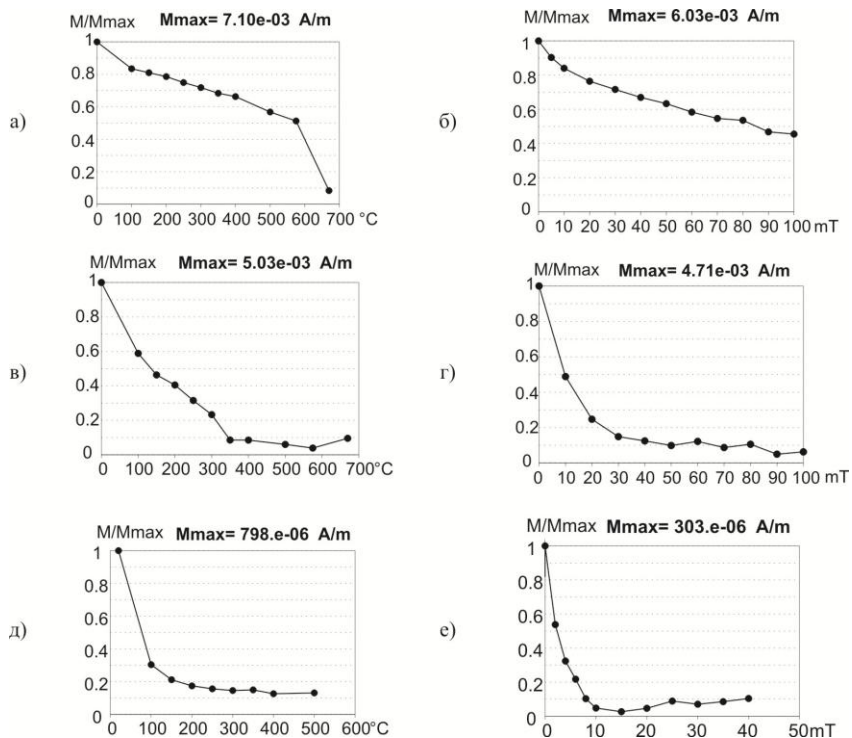 M/Mmax Mmax= 7.10e-03 A/m
1
0.8
0.6
0.4
0.2
0
0 100 200 300 400 500 600 700 °C
а)
M/Mmax Mmax= 6.03e-03 A/m
1
0.8
0.6
0.4
0.2
0
0 10 20 30 40 50 60 70 80 90 100 mT
б)
M/Mmax Mmax= 5.03e-03 A/m
1
0.8
0.6
0.4
0.2
0
0 100 200 300 400 500 600 700°C
в)
M/Mmax Mmax= 4.71e-03 A/m
1
0.8
0.6
0.4
0.2
0
0 10 20 30 40 50 60 70 80 90 100 mT
г)
M/Mmax Mmax= 798.e-06 A/m
1
0.8
0.6
0.4
0.2
0
0 100 200 300 400 500 600°C
д)
M/Mmax Mmax= 303.e-06 A/m
1
0.8
0.6
0.4
0.2
0
0 10 20 30 40 50mT
е)